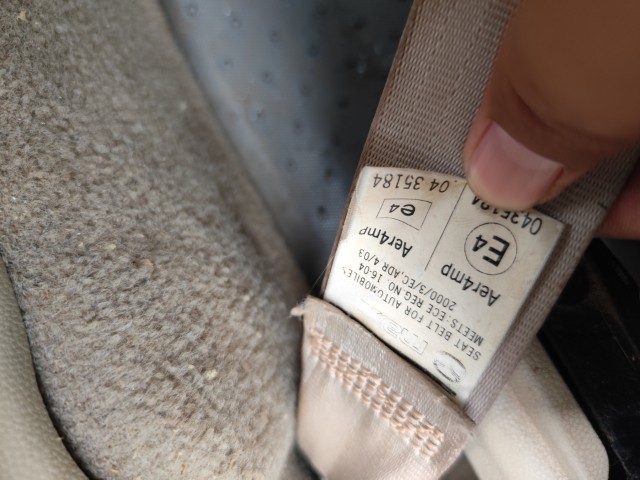 SEAT BELT FOR AUTOMOBILE
MEETS:ECE REG NO. 16-04
2000/3/EC,ADR 4/03
Aer4mp
E4
Aer4mp
e4
04 35184